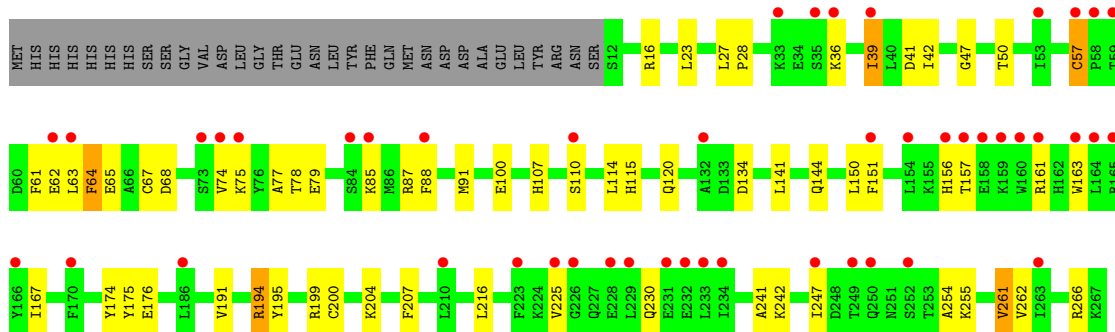 MET HIS HIS HIS HIS HIS HIS SER SER GLY VAL ASP LEU GLY THR GLU ASN LEU TYR PHE GLN MET ASN ASP ASP ALA GLU LEU TYR ARG ASN SER S12 R16 L23 L27 P28 K33 E34 S35 K36 I39 L40 D41 I42 G47 T50 I53 C57 P58 T59
D60 F61 E62 L63 F64 E65 A66 C67 D68 S73 V74 K75 Y76 A77 T78 E79 S84 K85 M86 R87 F88 M91 E100 H107 S110 L114 H115 Q120 A132 D133 D134 L141 Q144 L150 F151 L154 K155 H156 T157 E158 K159 W160 R161 H162 W163 L164 R165
Y166 I167 F170 Y174 Y175 E176 L186 V191 R194 Y195 R199 C200 K204 F207 L210 L216 F223 K224 V225 G226 Q227 E228 L229 Q230 E231 E232 L233 I234 A241 K242 I247 D248 T249 Q250 N251 S252 T253 A254 K255 V261 V262 I263 R266 K267